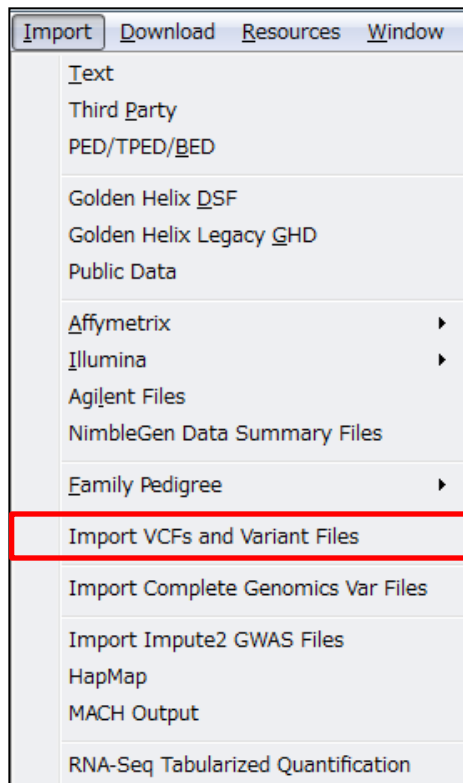 Import Download Resources Window
Text
Third Party
PED/TPED/BED
Golden Helix DSF
Golden Helix Legacy GHD
Public Data
Affymetrix
Illumina
Agilent Files
NimbleGen Data Summary Files
Family Pedigree
Import VCFs and Variant Files
Import Complete Genomics Var Files
Import Impute2 GWAS Files
HapMap
MACH Output
RNA-Seq Tabularized Quantification